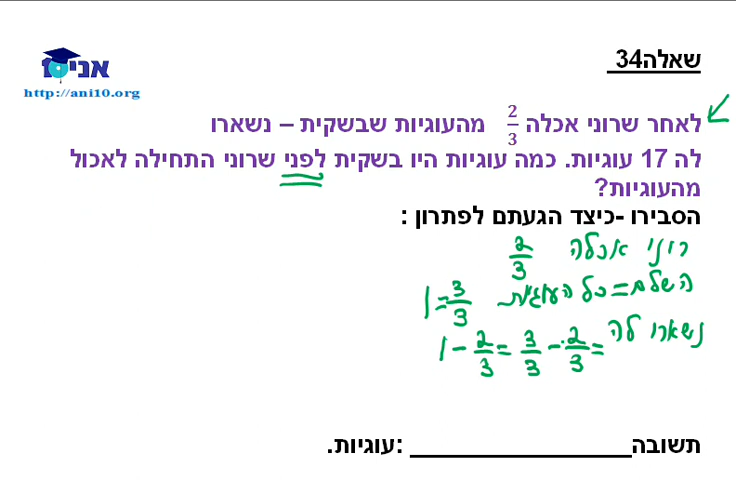 אני10
http://ani10.org
שאלה34
לאחר שרוני אכלה 2/3 מהעוגיות שבשקית – נשארו
לה 17 עוגיות. כמה עוגיות היו בשקית לפני שרוני התחילה לאכול
מהעוגיות?
הסבירו -כיצד הגעתם לפתרון :
רוני אכלה 2/3
השלם = כל העוגיות 3/3 = 1
נשארו לה 1 - 2/3 = 3/3 - 2/3 =
תשובה ________________ :עוגיות.